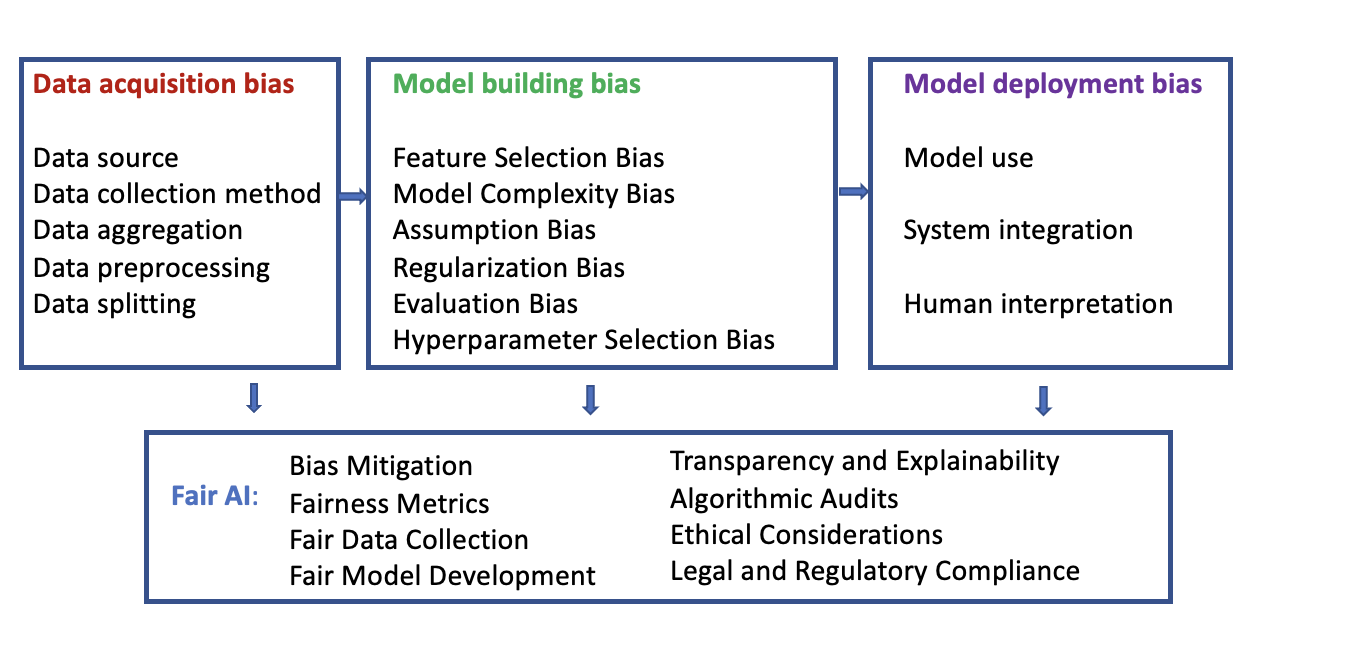 Data acquisition bias
Data source
Data collection method
Data aggregation
Data preprocessing
Data splitting
Model building bias
Feature Selection Bias
Model Complexity Bias
Assumption Bias
Regularization Bias
Evaluation Bias
Hyperparameter Selection Bias
Model deployment bias
Model use
System integration
Human interpretation
Fair AI:
Bias Mitigation
Fairness Metrics
Fair Data Collection
Fair Model Development
Transparency and Explainability
Algorithmic Audits
Ethical Considerations
Legal and Regulatory Compliance